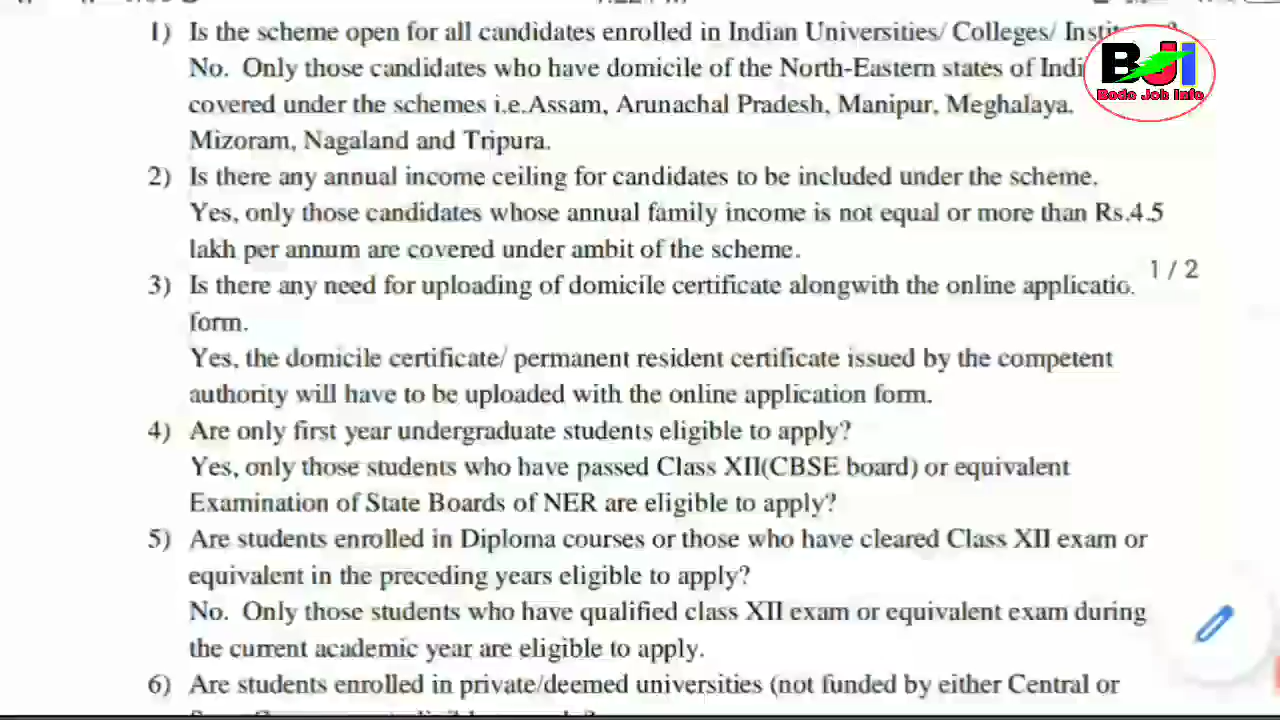 1) Is the scheme open for all candidates enrolled in Indian Universities/ Colleges/
No. Only those candidates who have domicile of the North-Eastern states of
covered under the schemes i.e.Assam, Arunachal Pradesh, Manipur, Meghalaya.
Mizoram, Nagaland and Tripura.
BJI
Bodo Job Info
2) Is there any annual income ceiling for candidates to be included under the scheme.
Yes, only those candidates whose annual family income is not equal or more than Rs.4.5
lakh per annum are covered under ambit of the scheme.
1 / 2
3) Is there any need for uploading of domicile certificate alongwith the online
form.
Yes, the domicile certificate/ permanent resident certificate issued by the competent
authority will have to be uploaded with the online application form.
4) Are only first year undergraduate students eligible to apply?
Yes, only those students who have passed Class XII(CBSE board) or equivalent
Examination of State Boards of NER are eligible to apply?
5) Are students enrolled in Diploma courses or those who have cleared Class XII exam or
equivalent in the preceding years eligible to apply?
No. Only those students who have qualified class XII exam or equivalent exam during
the current academic year are eligible to apply.
6) Are students enrolled in private/deemed universities (not funded by either Central or